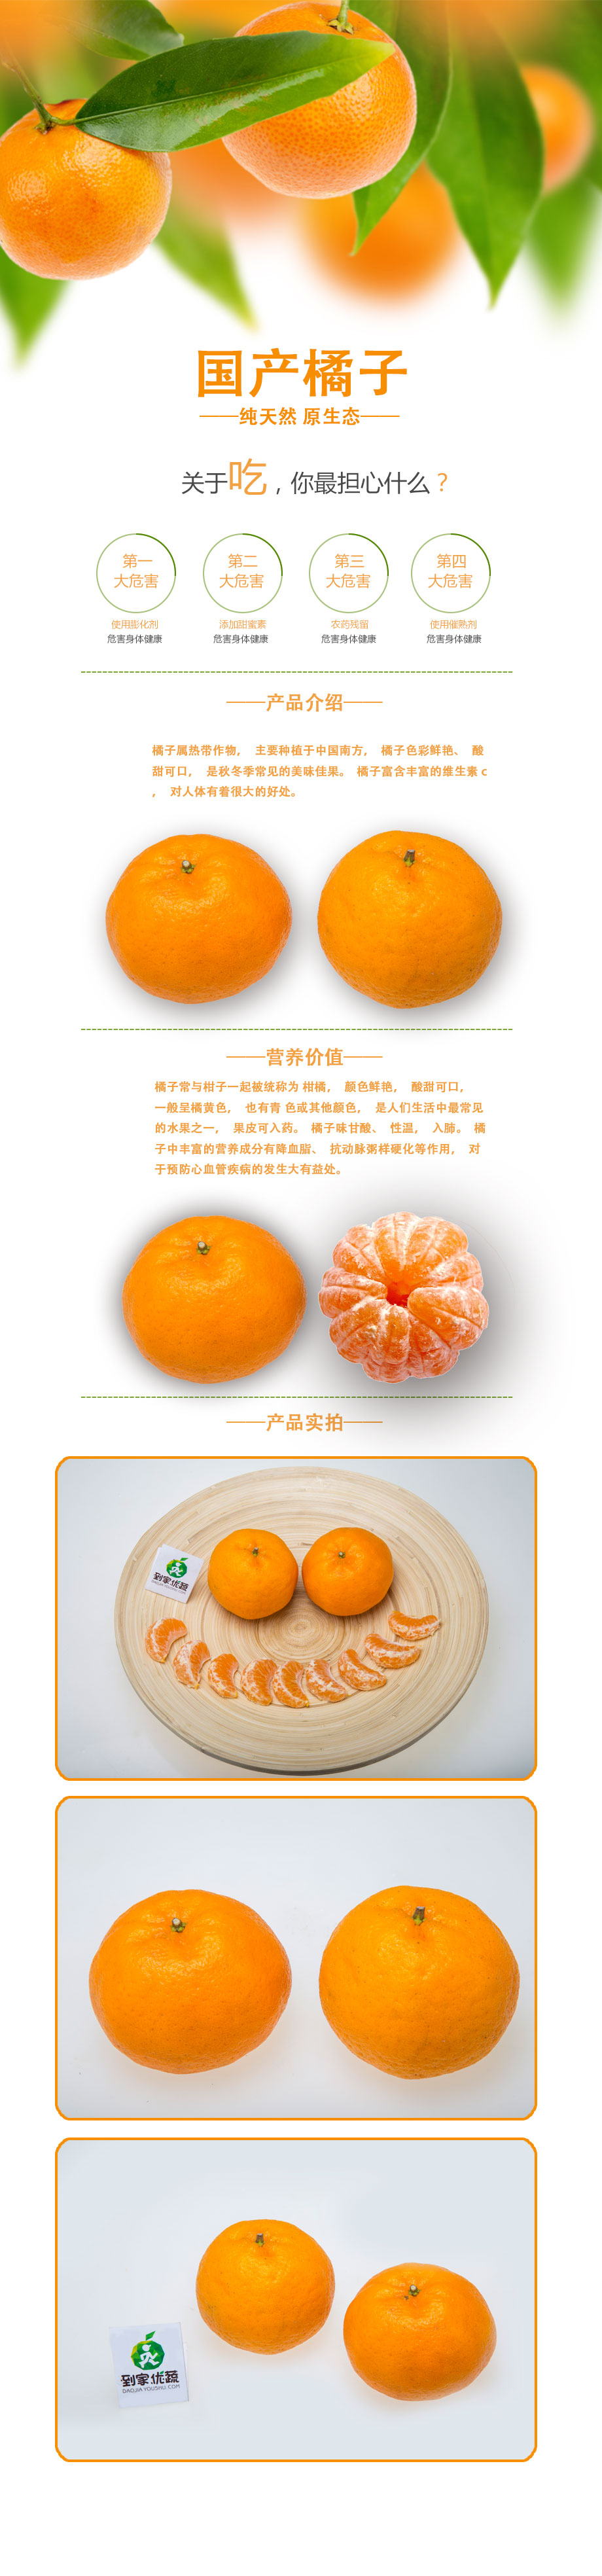 国产橘子
——纯天然 原生态——
关于吃，你最担心什么？
第一
大危害
第二
大危害
第三
大危害
第四
大危害
使用膨化剂
危害身体健康
添加甜蜜素
危害身体健康
农药残留
危害身体健康
使用催熟剂
危害身体健康
——产品介绍——
橘子属热带作物， 主要种植于中国南方， 橘子色彩鲜艳、 酸
甜可口， 是秋冬季常见的美味佳果。 橘子富含丰富的维生素 c
， 对人体有着很大的好处。
——营养价值——
橘子常与柑子一起被统称为 柑橘， 颜色鲜艳， 酸甜可口，
一般呈橘黄色， 也有青 色或其他颜色， 是人们生活中最常见
的水果之一， 果皮可入药。 橘子味甘酸、 性温， 入肺。 橘
子中丰富的营养成分有降血脂、 抗动脉粥样硬化等作用， 对
于预防心血管疾病的发生大有益处。
——产品实拍——
到家优蔬
DAOJIA YOUSHU.COM
到家优蔬
DAOJIA YOUSHU.COM